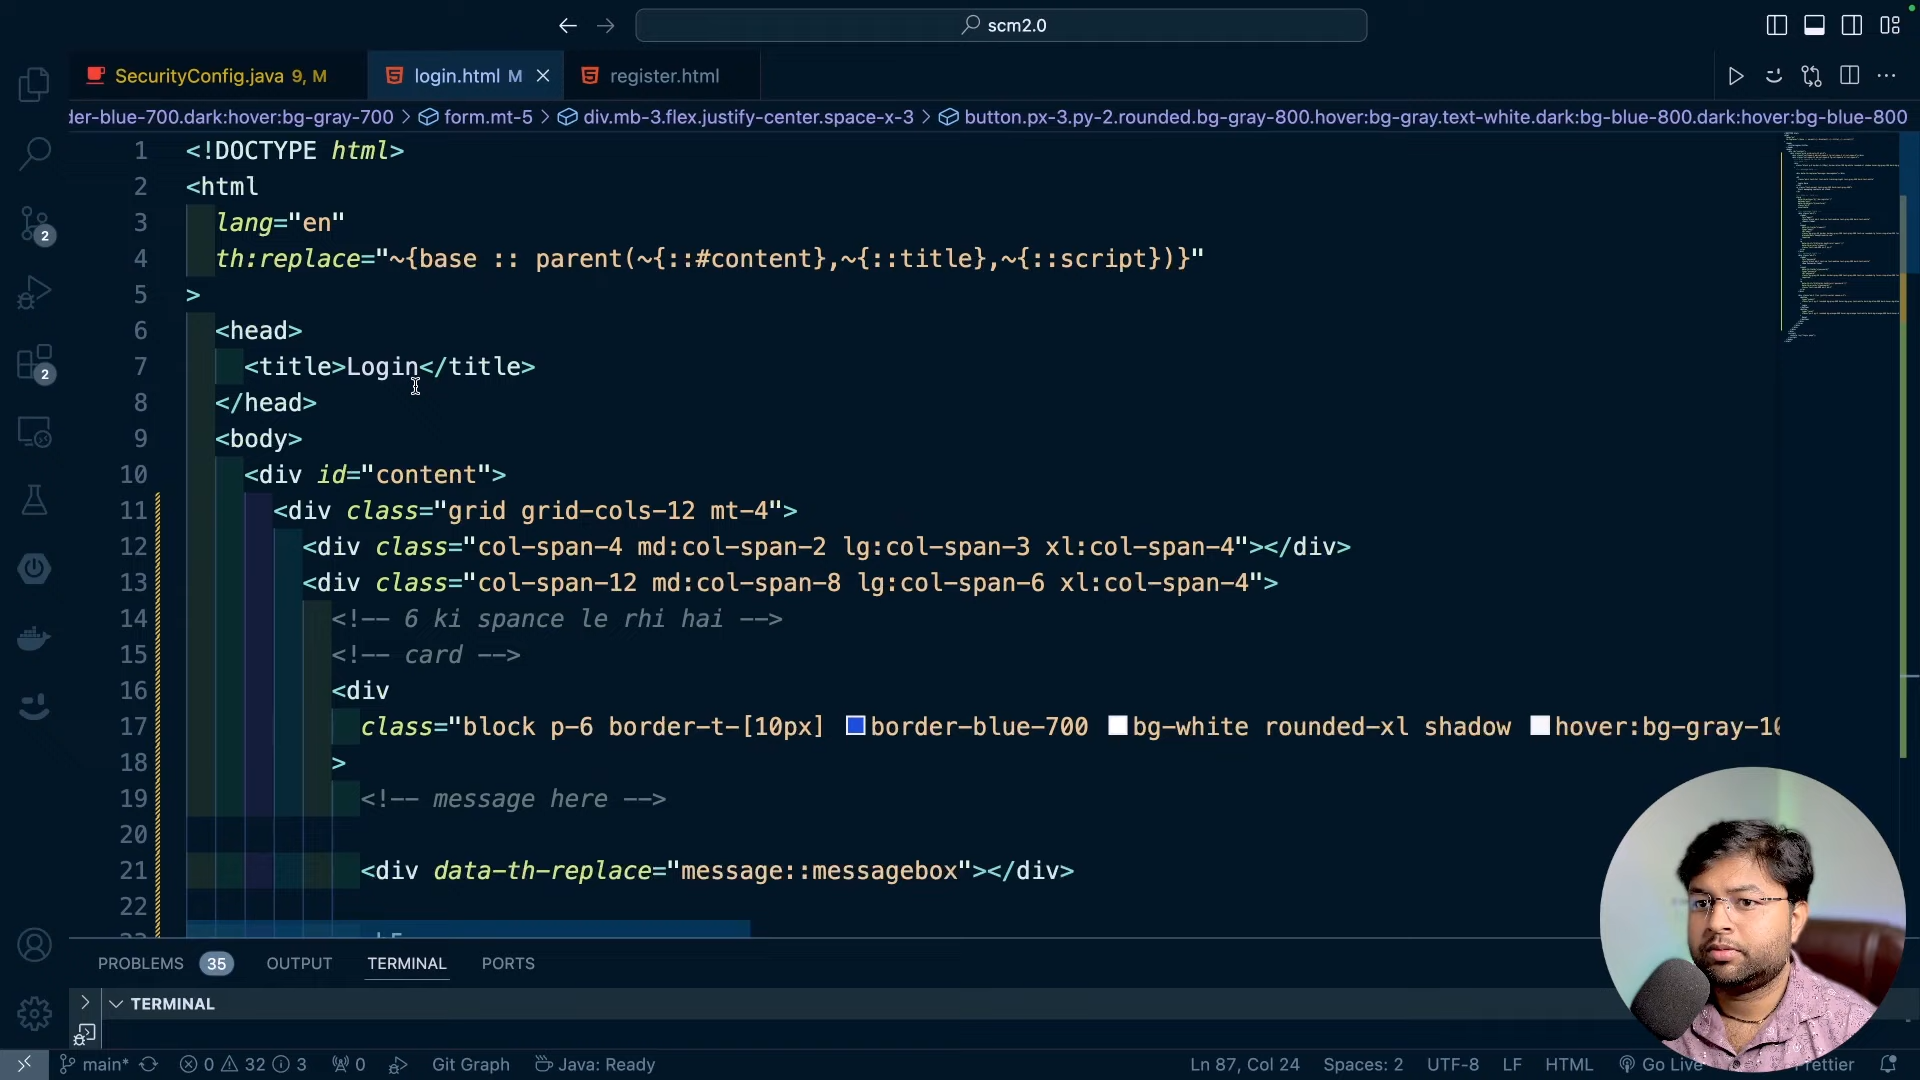 scm2.0
SecurityConfig.java 9, M
login.html M
register.html
der-blue-700.dark:hover:bg-gray-700 > form.mt-5 > div.mb-3.flex.justify-center.space-x-3 > button.px-3.py-2.rounded.bg-gray-800.hover:bg-gray.text-white.dark:bg-blue-800.dark:hover:bg-blue-800
1 <!DOCTYPE html>
2 <html
3 lang="en"
4 th:replace="~{base :: parent(~{::#content},~{::title},~{::script})}"
5 >
6 <head>
7 <title>Login</title>
8 </head>
9 <body>
10 <div id="content">
11 <div class="grid grid-cols-12 mt-4">
12 <div class="col-span-4 md:col-span-2 lg:col-span-3 xl:col-span-4"></div>
13 <div class="col-span-12 md:col-span-8 lg:col-span-6 xl:col-span-4">
14 <!-- 6 ki spance le rhi hai -->
15 <!-- card -->
16 <div
17 class="block p-6 border-t-[10px] border-blue-700 bg-white rounded-xl shadow hover:bg-gray-10
18 >
19 <!-- message here -->
20
21 <div data-th-replace="message::messagebox"></div>
22
PROBLEMS 35 OUTPUT TERMINAL PORTS
TERMINAL
2
2
main* 0 32 3 0 Git Graph Java: Ready Ln 87, Col 24 Spaces: 2 UTF-8 LF HTML Go Live Prettier